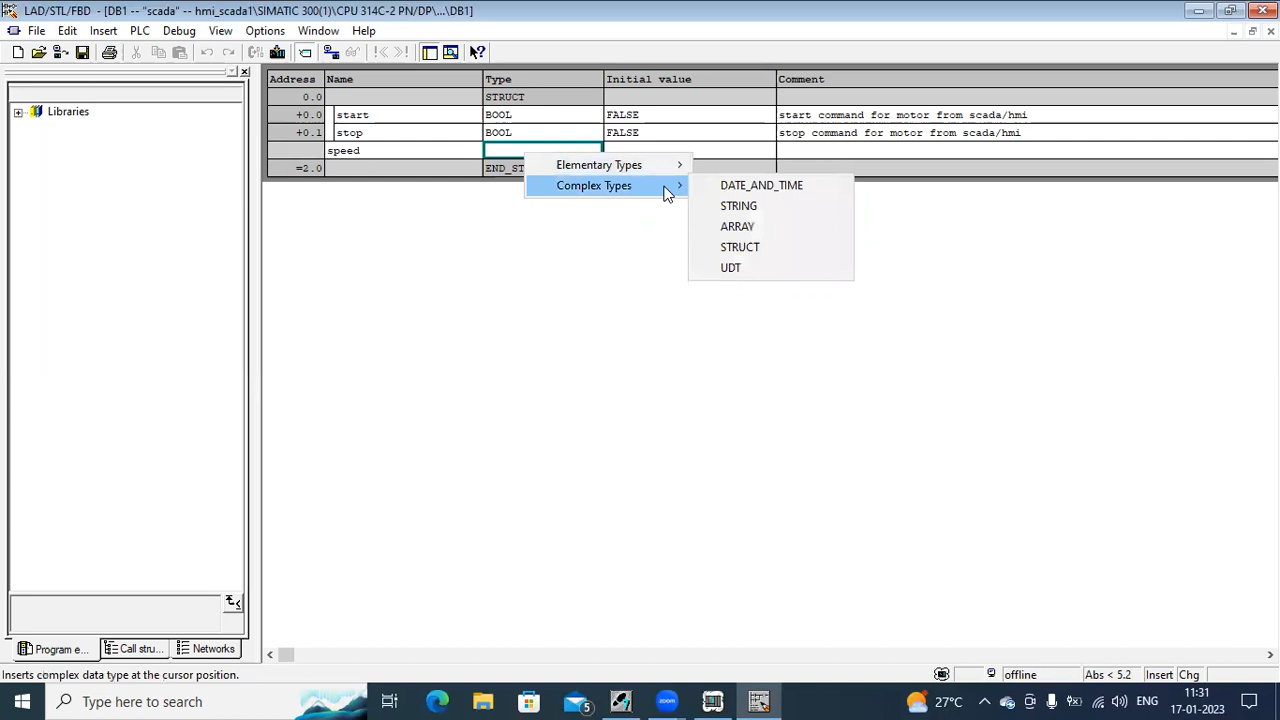 LAD/STL/FBD - [DB1 -- "scada" -- hmi_scada1\SIMATIC 300(1)\CPU 314C-2 PN/DP\...\DB1]
File Edit Insert PLC Debug View Options Window Help
Address Name Type Initial value Comment
0.0 STRUCT
+0.0 start BOOL FALSE start command for motor from scada/hmi
+0.1 stop BOOL FALSE stop command for motor from scada/hmi
speed
=2.0 END_ST
Libraries
Elementary Types
Complex Types
DATE_AND_TIME
STRING
ARRAY
STRUCT
UDT
Program e... Call stru... Networks
Inserts complex data type at the cursor position. offline Abs < 5.2 Insert Chg
Type here to search
5
zoom
27°C
ENG
11:31
17-01-2023